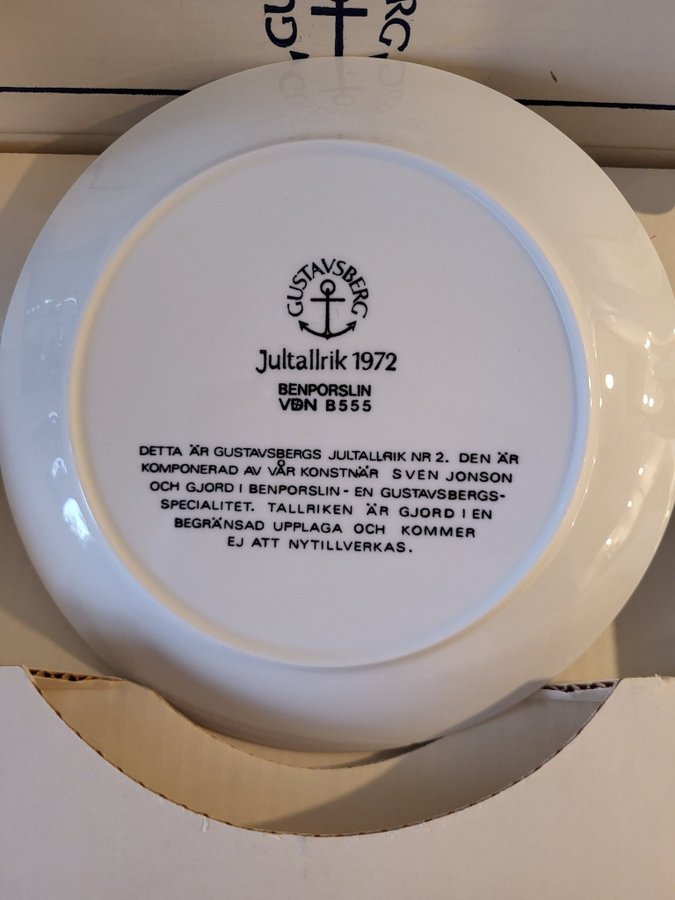 GUSTAVSBERG
GUSTAVSBERG
Jultallrik 1972
BENPORSLIN
VDN B555
DETTA ÄR GUSTAVSBERGS JULTALLRIK NR 2. DEN ÄR
KOMPONERAD AV VÅR KONSTNÄR SVEN JONSON
OCH GJORD I BENPORSLIN - EN GUSTAVSBERGS-
SPECIALITET. TALLRIKEN ÄR GJORD I EN
BEGRÄNSAD UPPLAGA OCH KOMMER
EJ ATT NYTILLVERKAS.